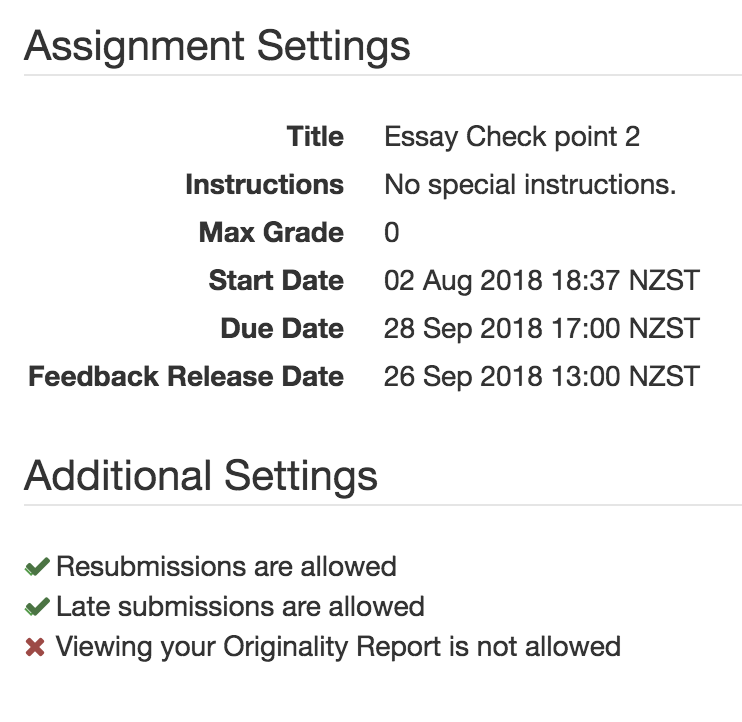 Assignment Settings
Title Essay Check point 2
Instructions No special instructions.
Max Grade 0
Start Date 02 Aug 2018 18:37 NZST
Due Date 28 Sep 2018 17:00 NZST
Feedback Release Date 26 Sep 2018 13:00 NZST
Additional Settings
Resubmissions are allowed
Late submissions are allowed
Viewing your Originality Report is not allowed